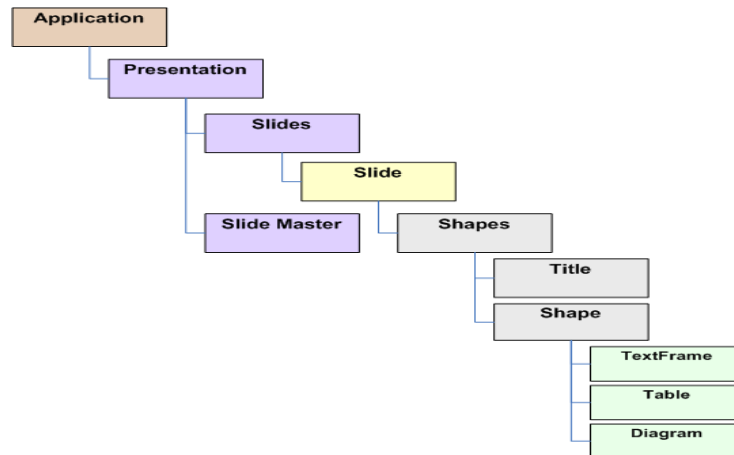 Application
Presentation
Slides
Slide
Slide Master
Shapes
Title
Shape
TextFrame
Table
Diagram